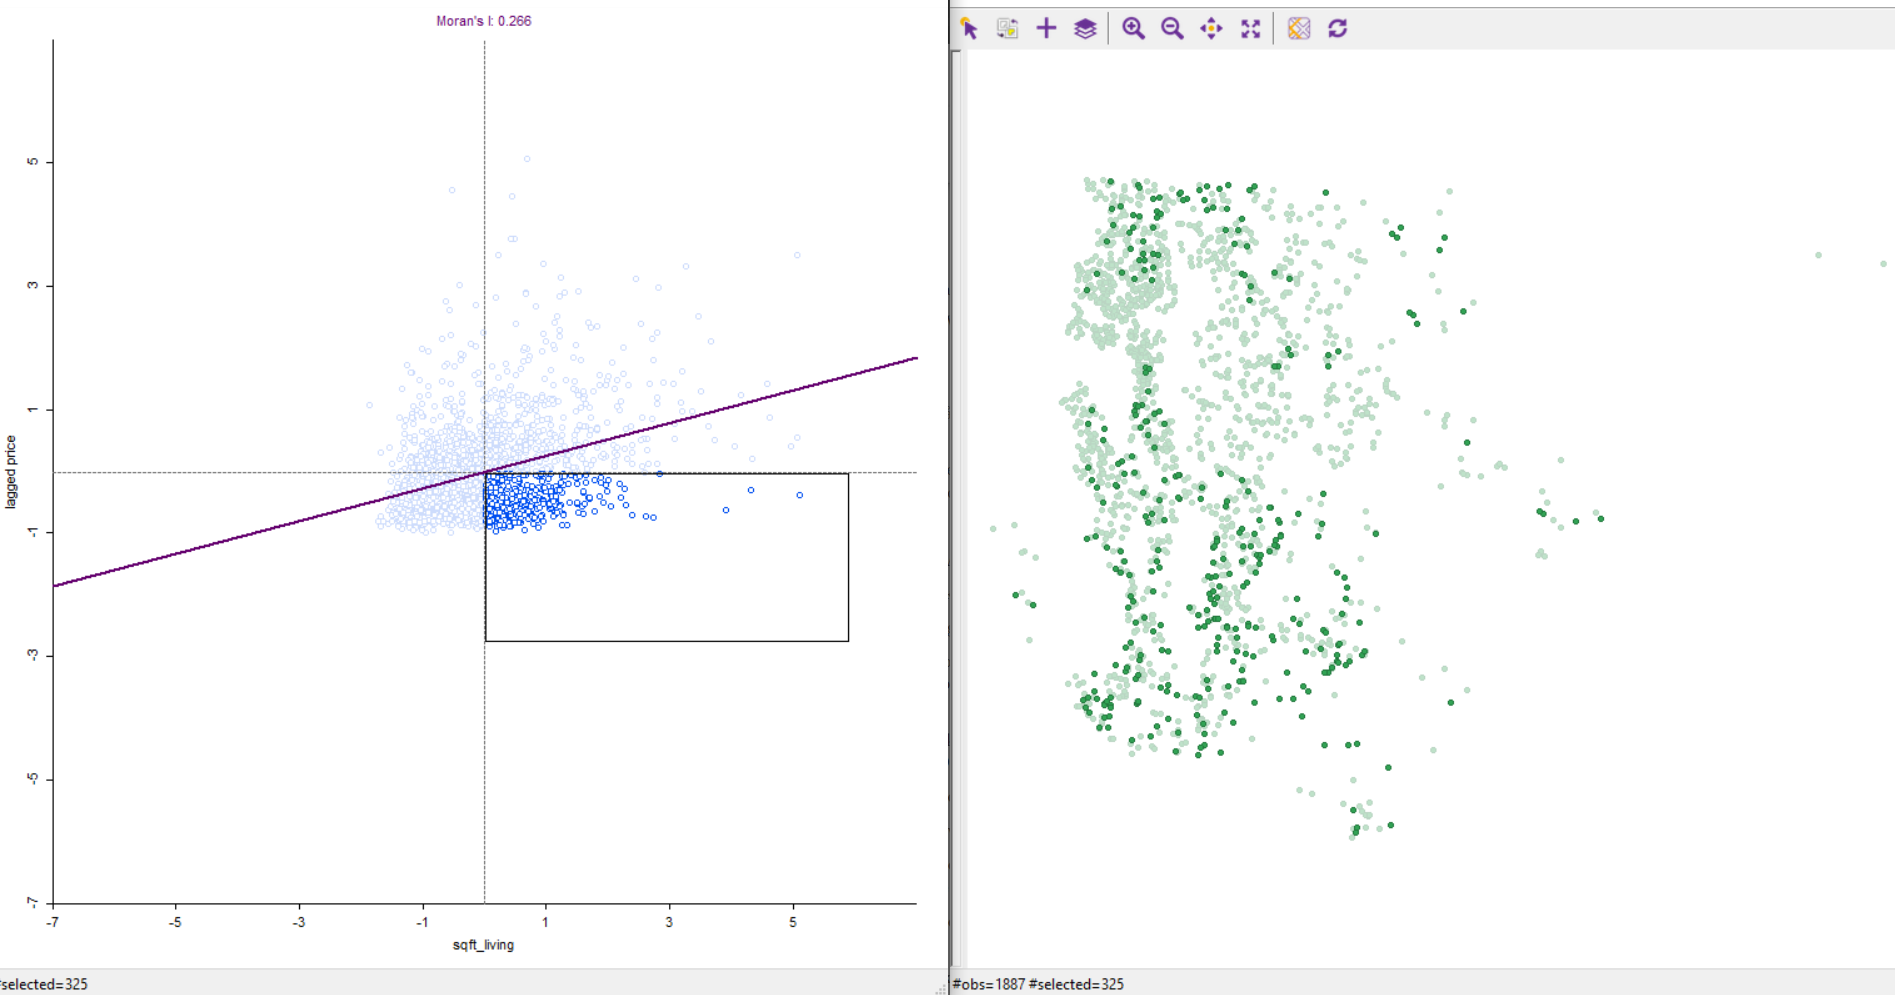 Moran's I: 0.266
5
3
1
-1
-3
-5
-7
lagged price
-7
-5
-3
-1
1
3
5
sqft_living
#selected=325
#obs=1887 #selected=325